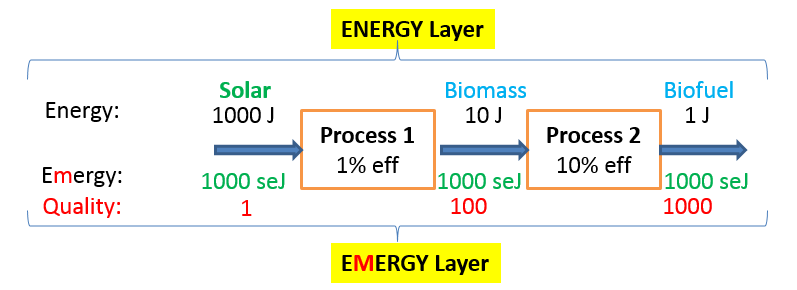 ENERGY Layer
Solar Biomass Biofuel
Energy: 1000 J 10 J 1 J
Process 1 Process 2
1% eff 10% eff
Emergy: 1000 seJ 1000 seJ 1000 seJ
Quality: 1 100 1000
EMERGY Layer